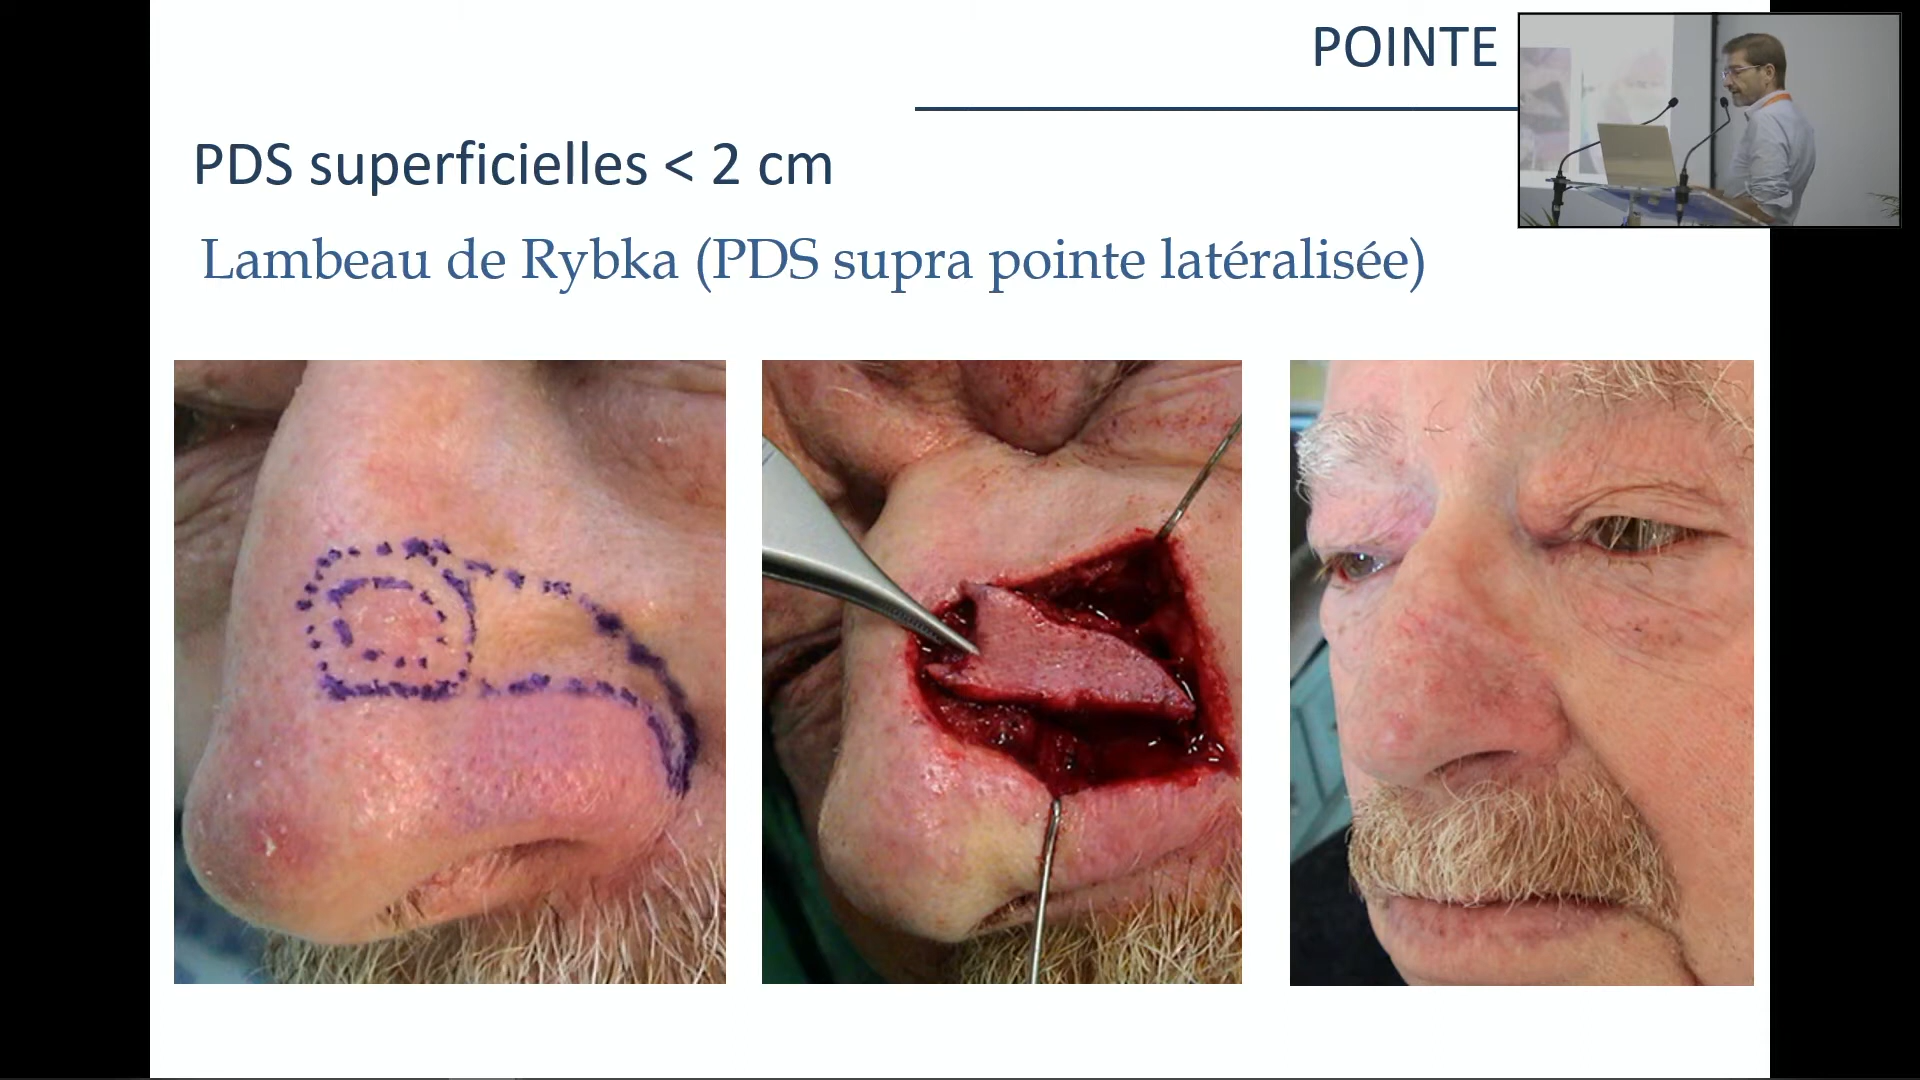 POINTE
PDS superficielles < 2 cm
Lambeau de Rybka (PDS supra pointe latéralisée)